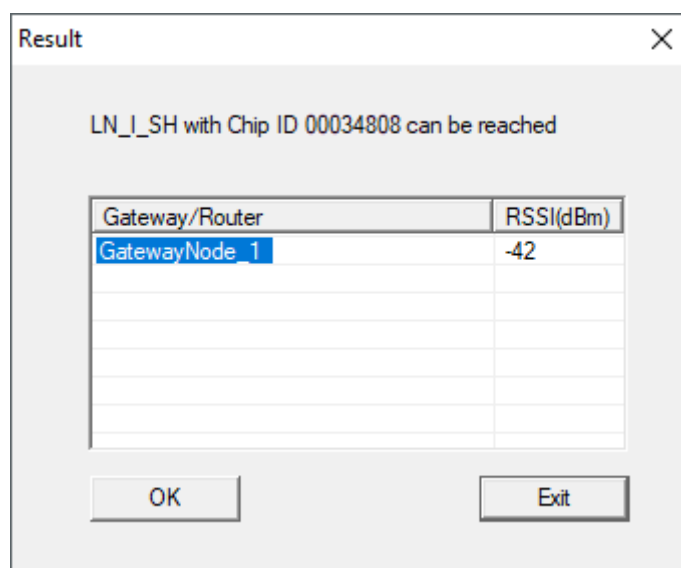 Result
LN_I_SH with Chip ID 00034808 can be reached
Gateway/Router RSSI(dBm)
GatewayNode_1 -42
OK Exit